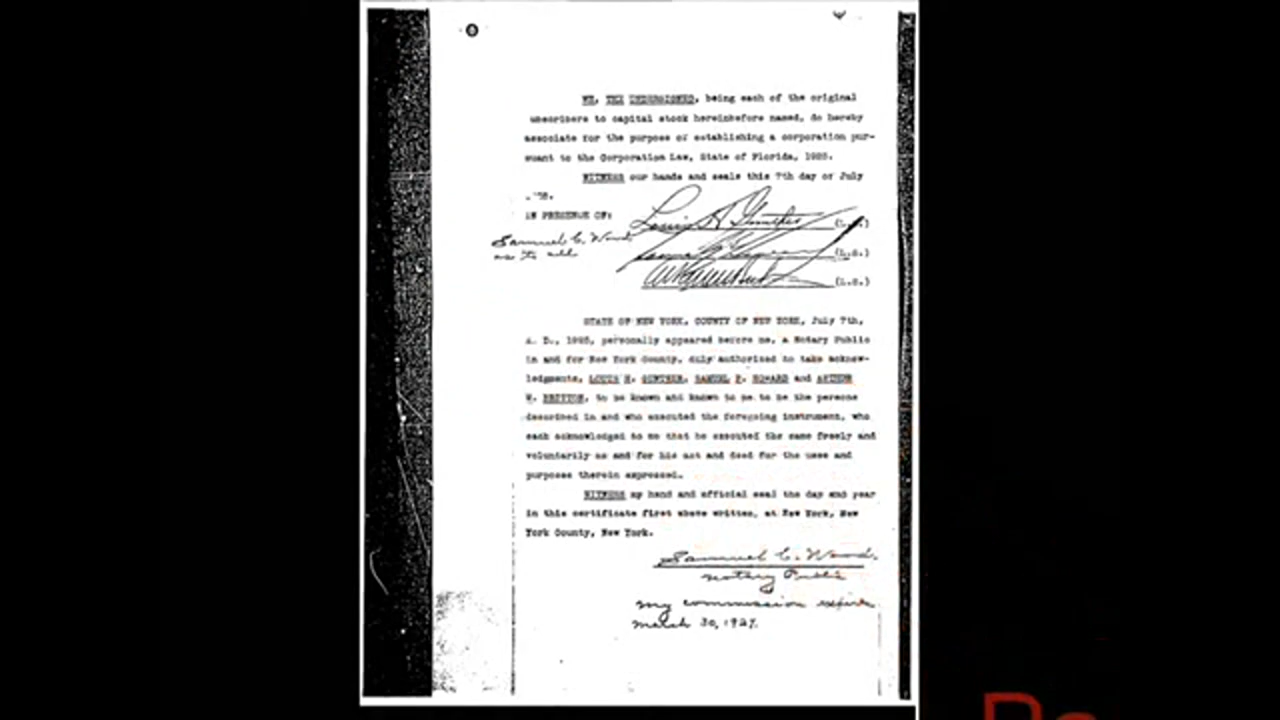 WE, THE UNDERSIGNED, being each of the original
ubscribers to capital stock hereinbefore named, do hereby
associate for the purpose of establishing a corporation pur-
suant to the Corporation Law, State of Florida, 1925.
WITNESS our hands and seals this 7th day of July
IN PRESENCE OF:
(L.S.)
Samuel C. Wood
as to all
(L.S.)
(L.S.)
STATE OF NEW YORK, COUNTY OF NEW YORK, July 7th,
A. D., 1925, personally appeared before me, a Notary Public
in and for New York County, duly authorized to take acknow-
ledgments, LOUIS H. GUNTHER, SAMUEL P. HOWARD and ARTHUR
W. BRITTON, to be known and known to me to be the persons
described in and who executed the foregoing instrument, who
each acknowledged to me that he executed the same freely and
voluntarily as and for his act and deed for the uses and
purposes therein expressed.
WITNESS my hand and official seal the day and year
in this certificate first above written, at New York, New
York County, New York.
Samuel C. Wood.
Notary Public
My commission expires
March 30, 1927.